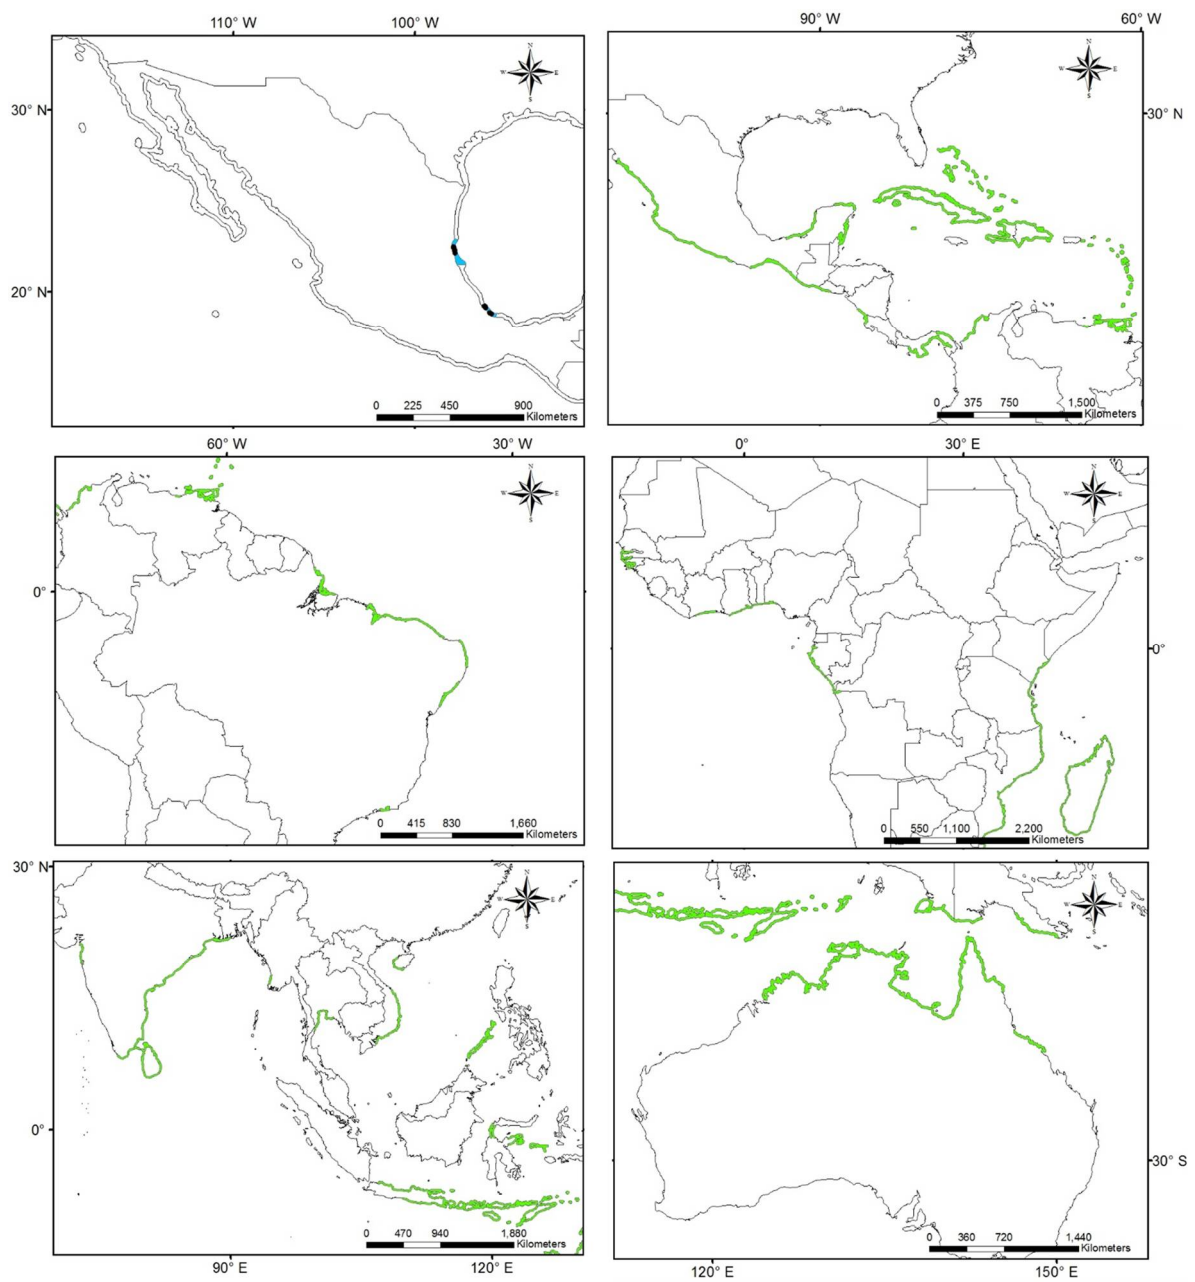 110° W 100° W
90° W 60° W
N
W E
S
30° N
20° N
0 225 450 900
Kilometers
N
W E
S
30° N
0 375 750 1,500
Kilometers
60° W 30° W
0° 30° E
N
W E
S
0°
0 415 830 1,660
Kilometers
N
W E
S
0°
0 550 1,100 2,200
Kilometers
30° N
N
W E
S
0°
0 470 940 1,880
Kilometers
90° E 120° E
N
W E
S
30° S
0 360 720 1,440
Kilometers
120° E 150° E